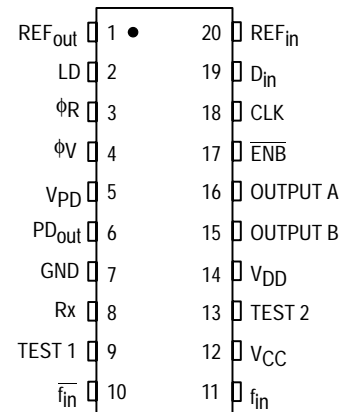 REFout 1 20 REFin
LD 2 19 Din
ϕR 3 18 CLK
ϕV 4 17 E̅N̅B̅
VPD 5 16 OUTPUT A
PDout 6 15 OUTPUT B
GND 7 14 VDD
Rx 8 13 TEST 2
TEST 1 9 12 VCC
f̅i̅n̅ 10 11 fin